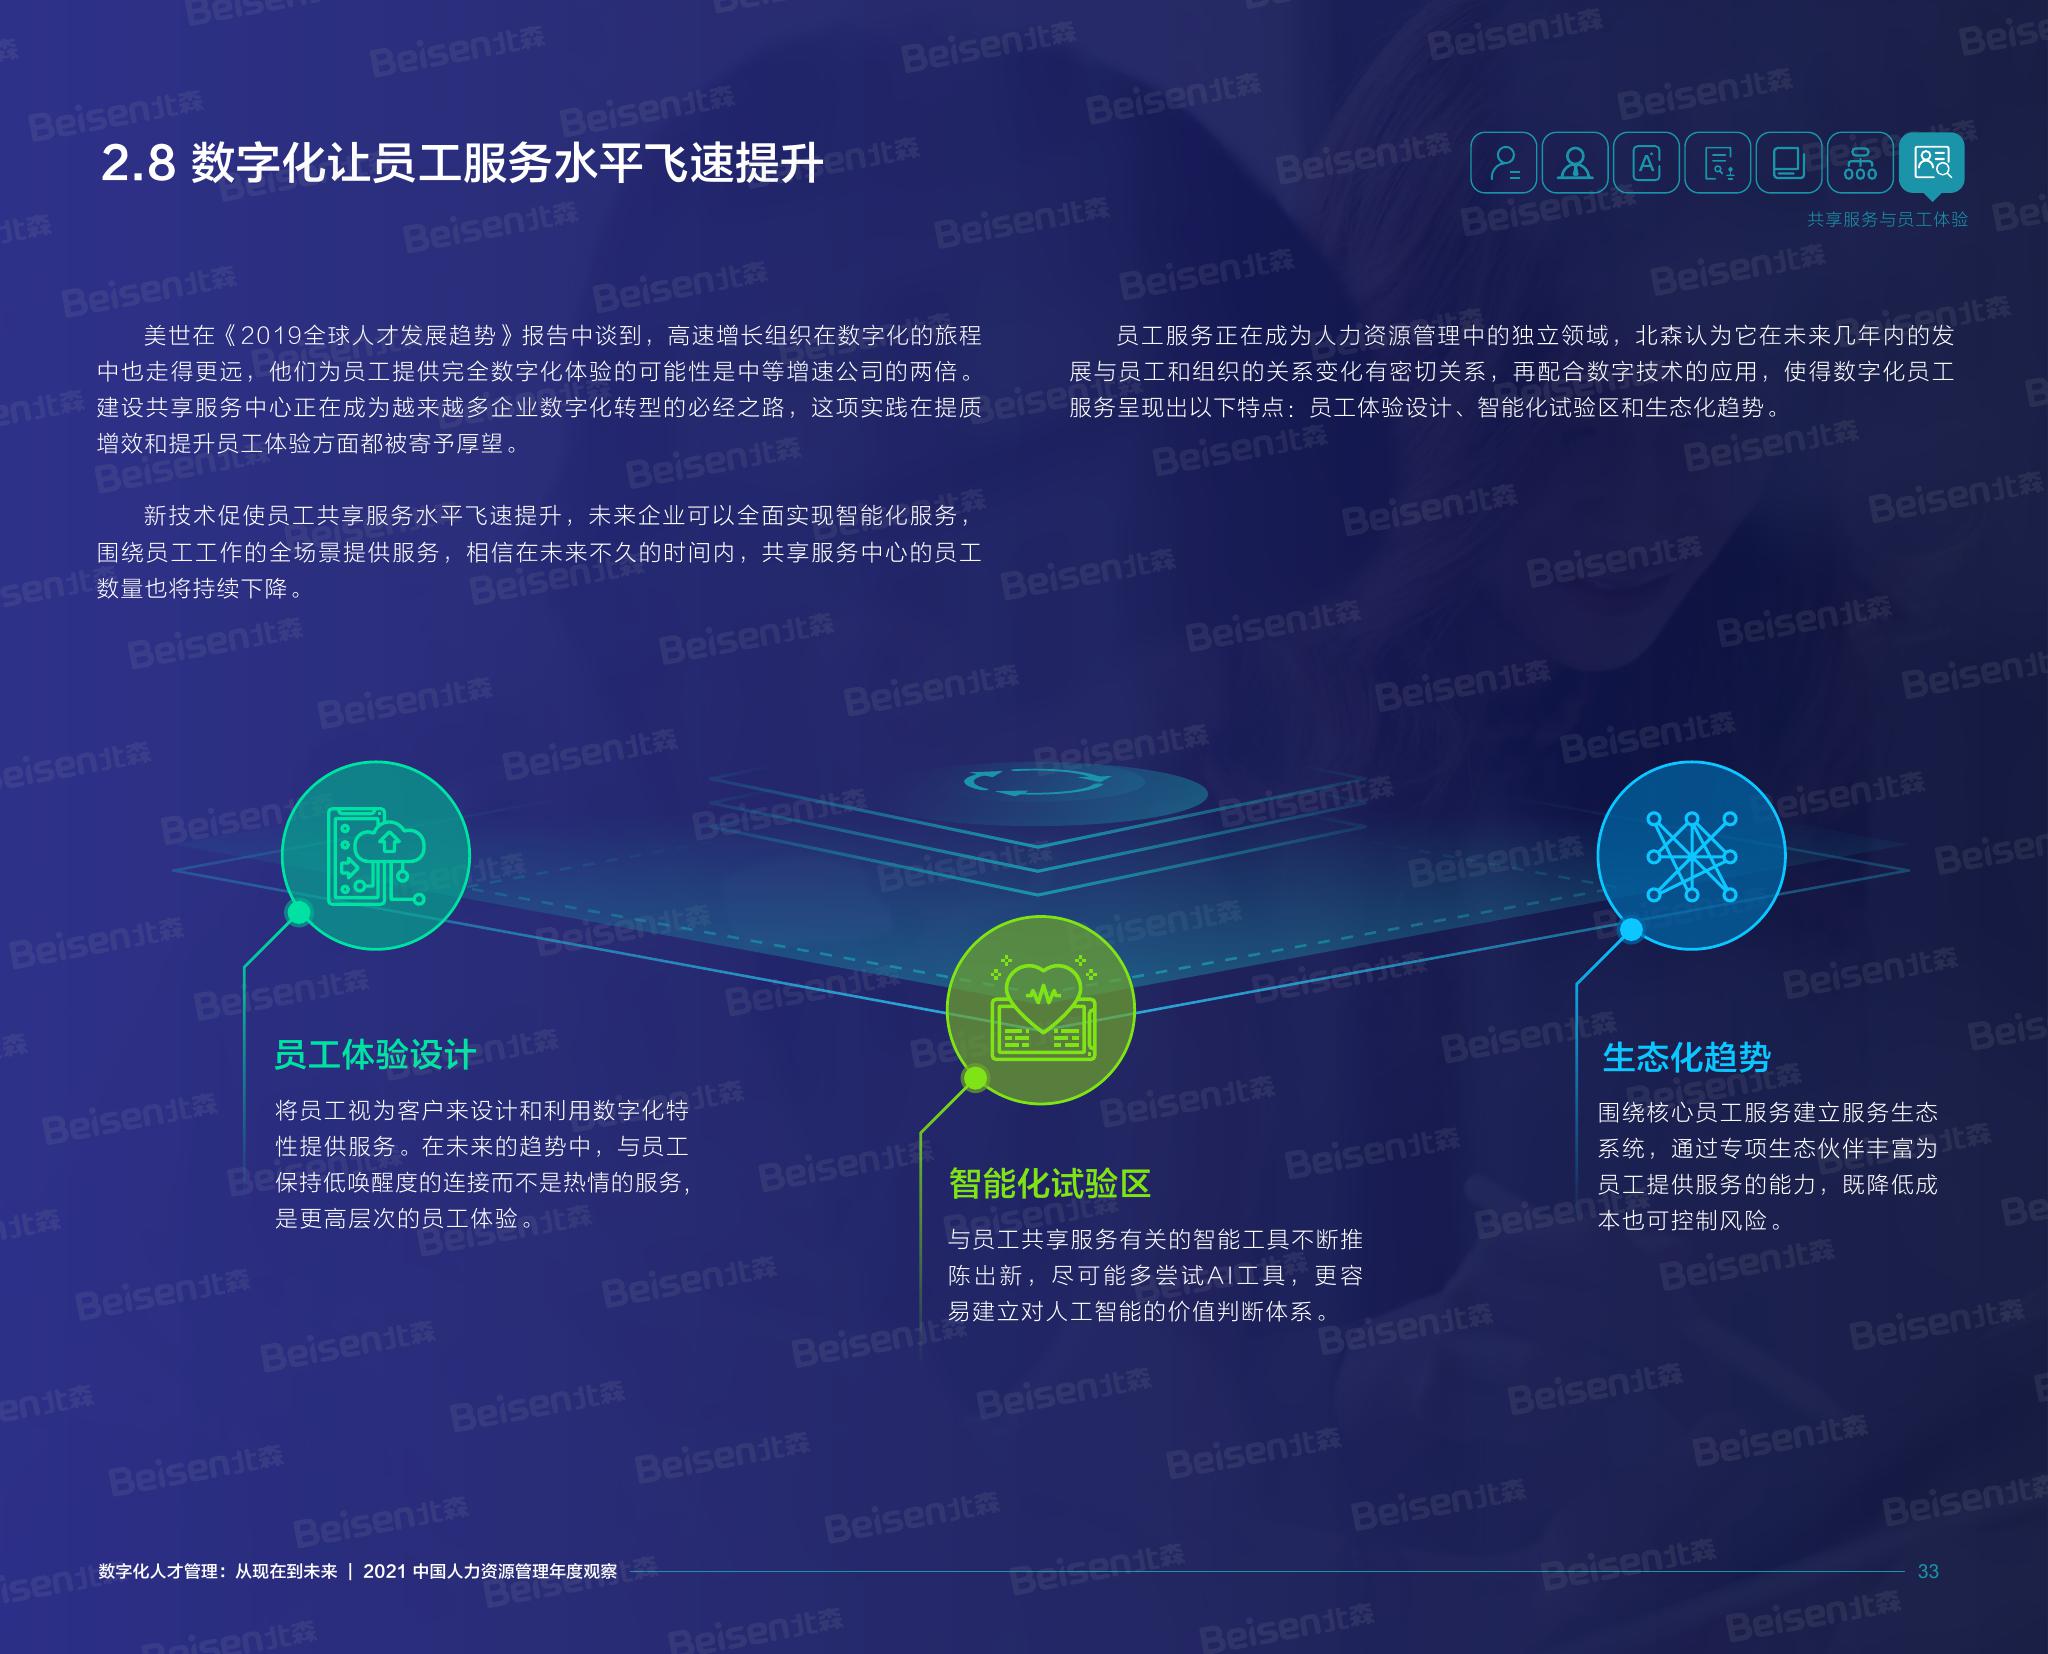 2.8 数字化让员工服务水平飞速提升
共享服务与员工体验
美世在《2019全球人才发展趋势》报告中谈到，高速增长组织在数字化的旅程
中也走得更远，他们为员工提供完全数字化体验的可能性是中等增速公司的两倍。
建设共享服务中心正在成为越来越多企业数字化转型的必经之路，这项实践在提质
增效和提升员工体验方面都被寄予厚望。
新技术促使员工共享服务水平飞速提升，未来企业可以全面实现智能化服务，
围绕员工工作的全场景提供服务，相信在未来不久的时间内，共享服务中心的员工
数量也将持续下降。
员工服务正在成为人力资源管理中的独立领域，北森认为它在未来几年内的发
展与员工和组织的关系变化有密切关系，再配合数字技术的应用，使得数字化员工
服务呈现出以下特点：员工体验设计、智能化试验区和生态化趋势。
员工体验设计
将员工视为客户来设计和利用数字化特
性提供服务。在未来的趋势中，与员工
保持低唤醒度的连接而不是热情的服务，
是更高层次的员工体验。
智能化试验区
与员工共享服务有关的智能工具不断推
陈出新，尽可能多尝试AI工具，更容
易建立对人工智能的价值判断体系。
生态化趋势
围绕核心员工服务建立服务生态
系统，通过专项生态伙伴丰富为
员工提供服务的能力，既降低成
本也可控制风险。
数字化人才管理：从现在到未来 | 2021 中国人力资源管理年度观察
33
Beisen北森